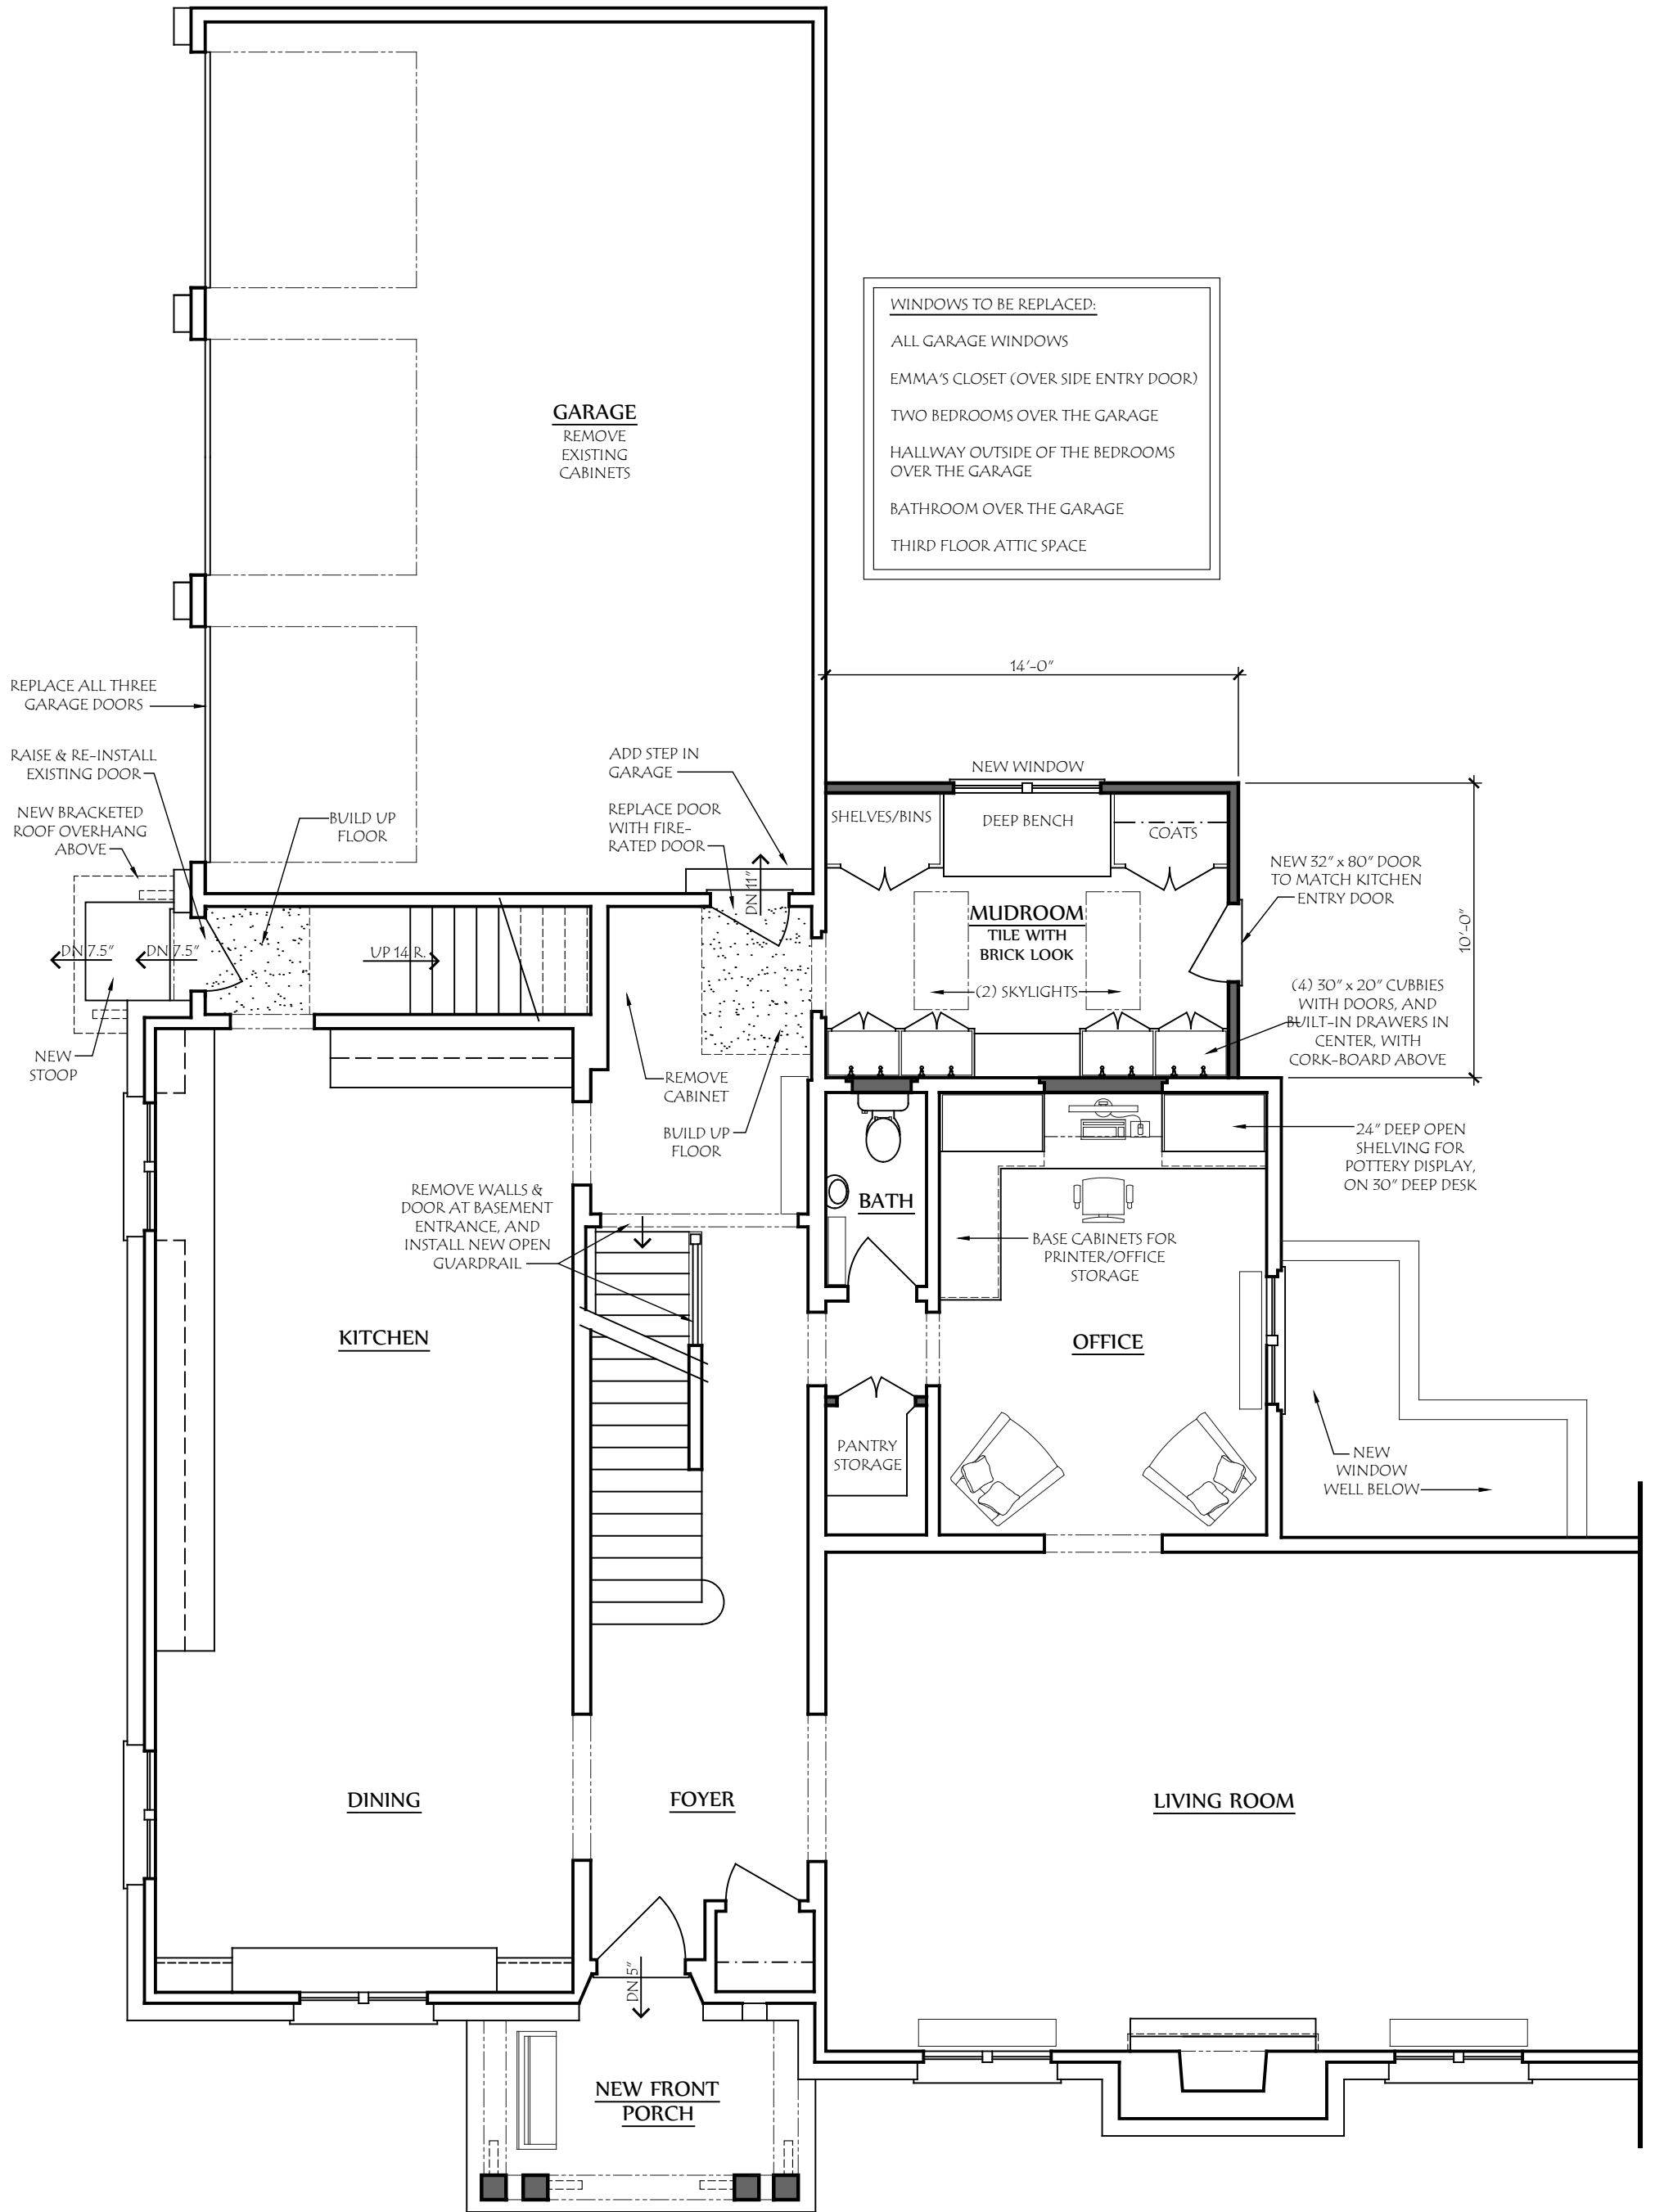 WINDOWS TO BE REPLACED:
ALL GARAGE WINDOWS
EMMA'S CLOSET (OVER SIDE ENTRY DOOR)
TWO BEDROOMS OVER THE GARAGE
HALLWAY OUTSIDE OF THE BEDROOMS
OVER THE GARAGE
BATHROOM OVER THE GARAGE
THIRD FLOOR ATTIC SPACE
GARAGE
REMOVE
EXISTING
CABINETS
14'-0"
REPLACE ALL THREE
GARAGE DOORS
RAISE & RE-INSTALL
EXISTING DOOR
NEW BRACKETED
ROOF OVERHANG
ABOVE
BUILD UP
FLOOR
ADD STEP IN
GARAGE
REPLACE DOOR
WITH FIRE-
RATED DOOR
DN 11"
NEW WINDOW
SHELVES/BINS
DEEP BENCH
COATS
NEW 32" x 80" DOOR
TO MATCH KITCHEN
ENTRY DOOR
10'-0"
MUDROOM
TILE WITH
BRICK LOOK
(2) SKYLIGHTS
DN 7.5"
DN 7.5"
UP 14 R.
(4) 30" x 20" CUBBIES
WITH DOORS, AND
BUILT-IN DRAWERS IN
CENTER, WITH
CORK-BOARD ABOVE
NEW
STOOP
REMOVE
CABINET
BUILD UP
FLOOR
24" DEEP OPEN
SHELVING FOR
POTTERY DISPLAY,
ON 30" DEEP DESK
REMOVE WALLS &
DOOR AT BASEMENT
ENTRANCE, AND
INSTALL NEW OPEN
GUARDRAIL
BATH
BASE CABINETS FOR
PRINTER/OFFICE
STORAGE
KITCHEN
OFFICE
PANTRY
STORAGE
NEW
WINDOW
WELL BELOW
DINING
FOYER
LIVING ROOM
DN 5"
NEW FRONT
PORCH